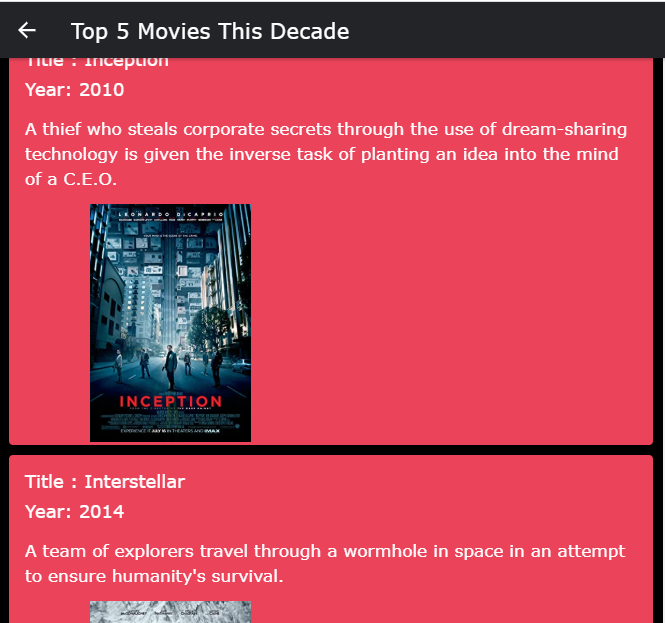 Top 5 Movies This Decade
Title : Inception
Year: 2010
A thief who steals corporate secrets through the use of dream-sharing
technology is given the inverse task of planting an idea into the mind
of a C.E.O.
LEONARDO DiCAPRIO
INCEPTION
EXPERIENCE IT JULY 16 IN THEATERS AND IMAX
Title : Interstellar
Year: 2014
A team of explorers travel through a wormhole in space in an attempt
to ensure humanity's survival.